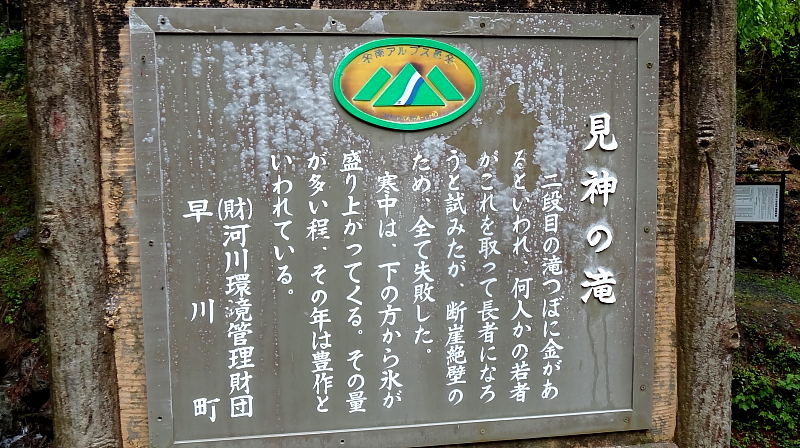 見神の滝
二段目の滝つぼに金があ
るといわれ、何人かの若者
がこれを取って長者になろ
うと試みたが、断崖絶壁の
ため、全て失敗した。
寒中は、下の方から氷が
盛り上がってくる。その量
が多い程、その年は豊作と
いわれている。
(財)河川環境管理財団
早川町
南アルプス